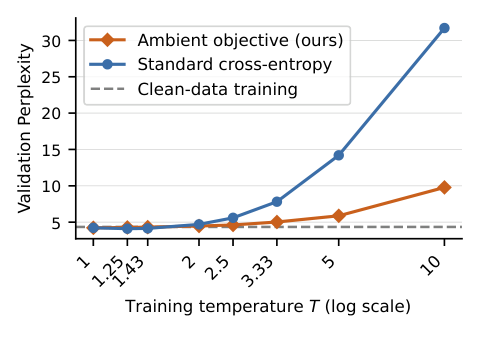 Ambient objective (ours)
Standard cross-entropy
Clean-data training
Validation Perplexity
30
25
20
15
10
5
1
1.25
1.43
2
2.5
3.33
5
10
Training temperature T (log scale)